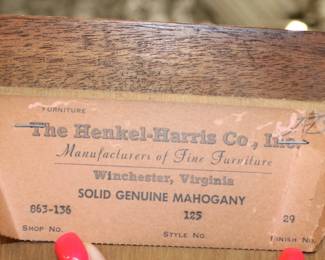 FURNITURE
The Henkel-Harris Co., Inc.
Manufacturers of Fine Furniture
Winchester, Virginia
SOLID GENUINE MAHOGANY
863-136 125 29
SHOP NO. STYLE NO. FINISH NO.